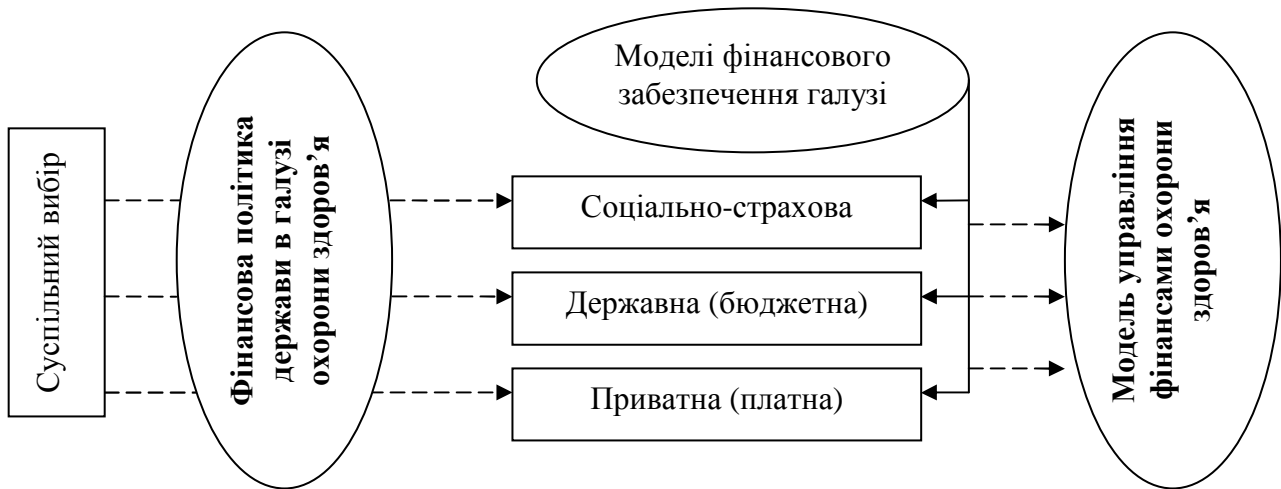 Суспільний вибір
Фінансова політика
держави в галузі
охорони здоров’я
Моделі фінансового
забезпечення галузі
Соціально-страхова
Державна (бюджетна)
Приватна (платна)
Модель управління
фінансами охорони
здоров’я